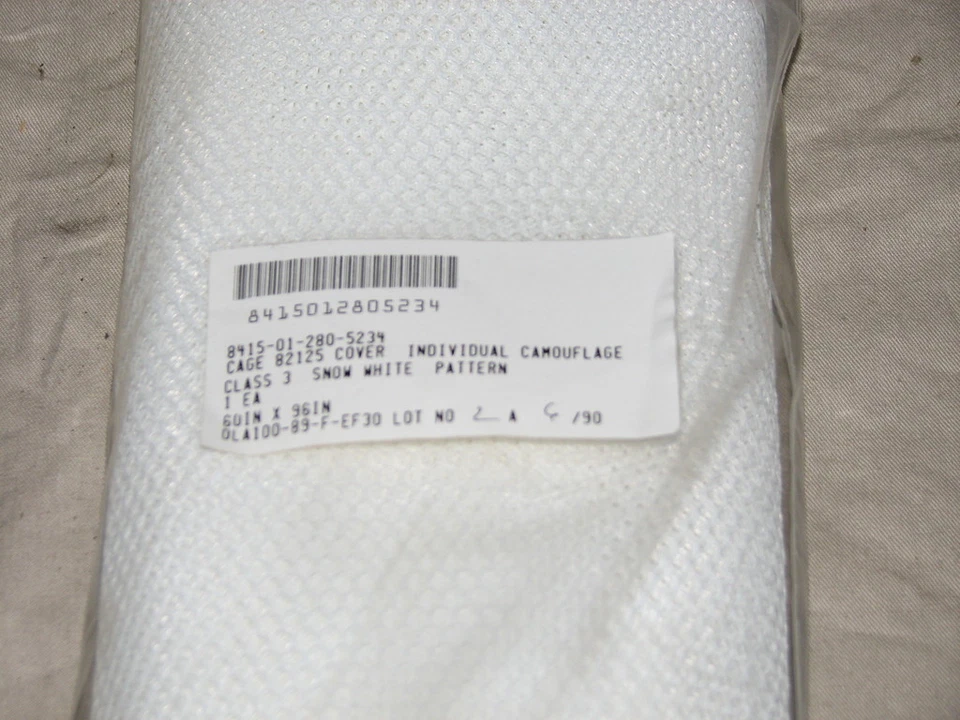 8415012805234
8415-01-280-5234
CAGE 82125 COVER INDIVIDUAL CAMOUFLAGE
CLASS 3 SNOW WHITE PATTERN
1 EA
60IN X 96IN
DLA100-89-F-EF30 LOT NO 2 A 6 /90